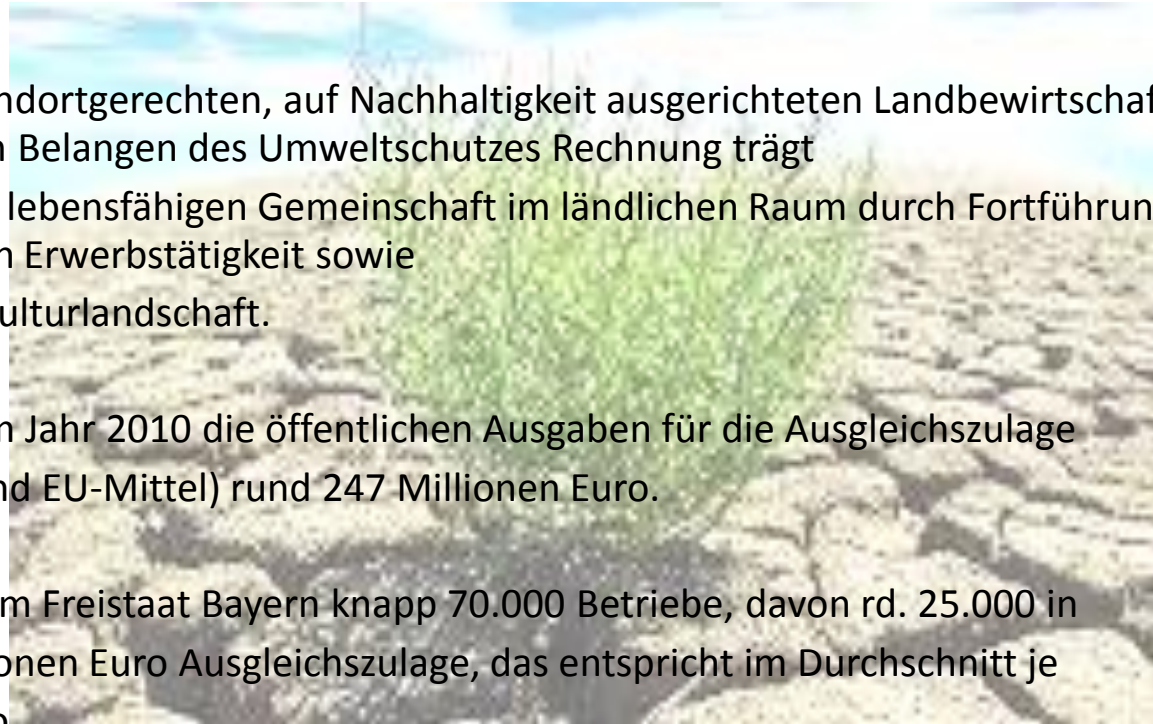 ndortgerechten, auf Nachhaltigkeit ausgerichteten Landbewirtschaf
n Belangen des Umweltschutzes Rechnung trägt
lebensfähigen Gemeinschaft im ländlichen Raum durch Fortführun
n Erwerbstätigkeit sowie
ulturlandschaft.
n Jahr 2010 die öffentlichen Ausgaben für die Ausgleichszulage
nd EU-Mittel) rund 247 Millionen Euro.
m Freistaat Bayern knapp 70.000 Betriebe, davon rd. 25.000 in
onen Euro Ausgleichszulage, das entspricht im Durchschnitt je